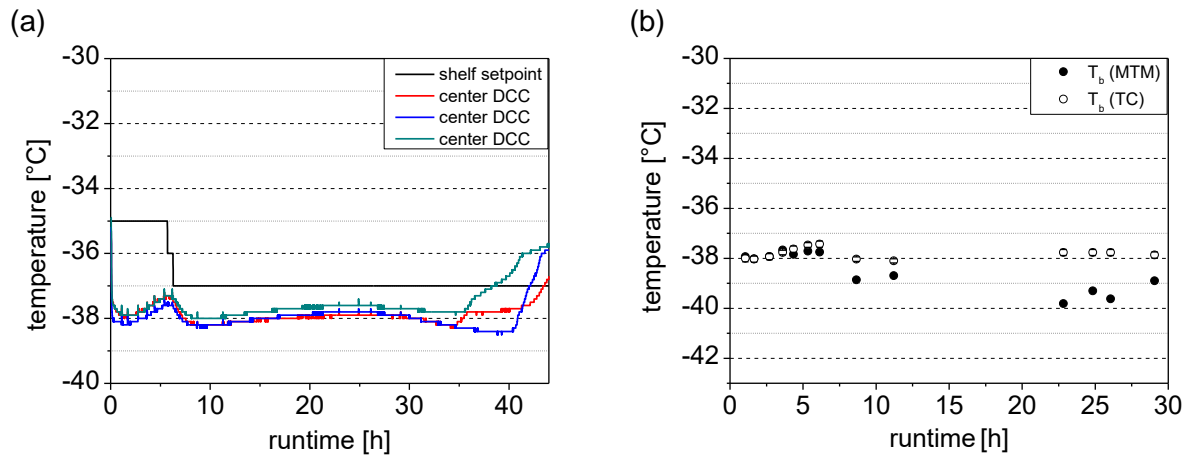 (a)
(b)
-30
-32
-34
-36
-38
-40
temperature [°C]
0
10
20
30
40
runtime [h]
shelf setpoint
center DCC
center DCC
center DCC
-30
-32
-34
-36
-38
-40
-42
temperature [°C]
0
5
10
15
20
25
30
runtime [h]
T_b (MTM)
T_b (TC)